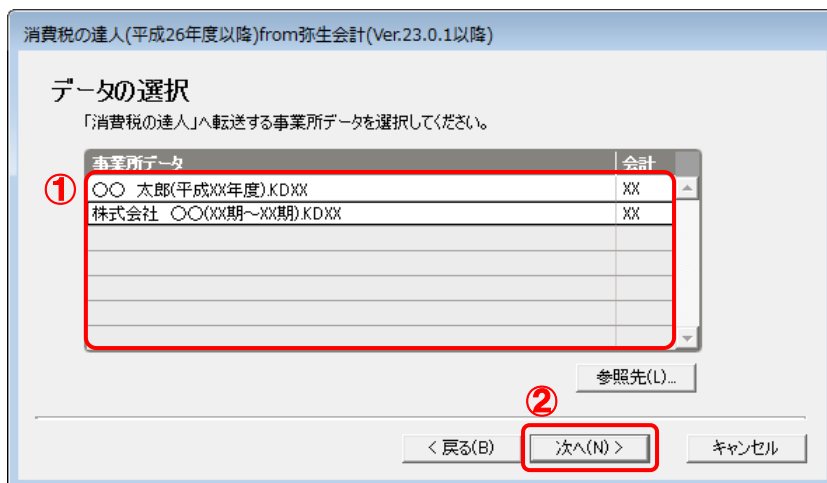 消費税の達人(平成26年度以降)from弥生会計(Ver.23.0.1以降)
データの選択
「消費税の達人」へ転送する事業所データを選択してください。
事業所データ 会計
①
〇〇 太郎(平成XX年度).KDXX XX
株式会社 〇〇(XX期～XX期).KDXX XX
参照先(L)...
②
< 戻る(B) 次へ(N) > キャンセル